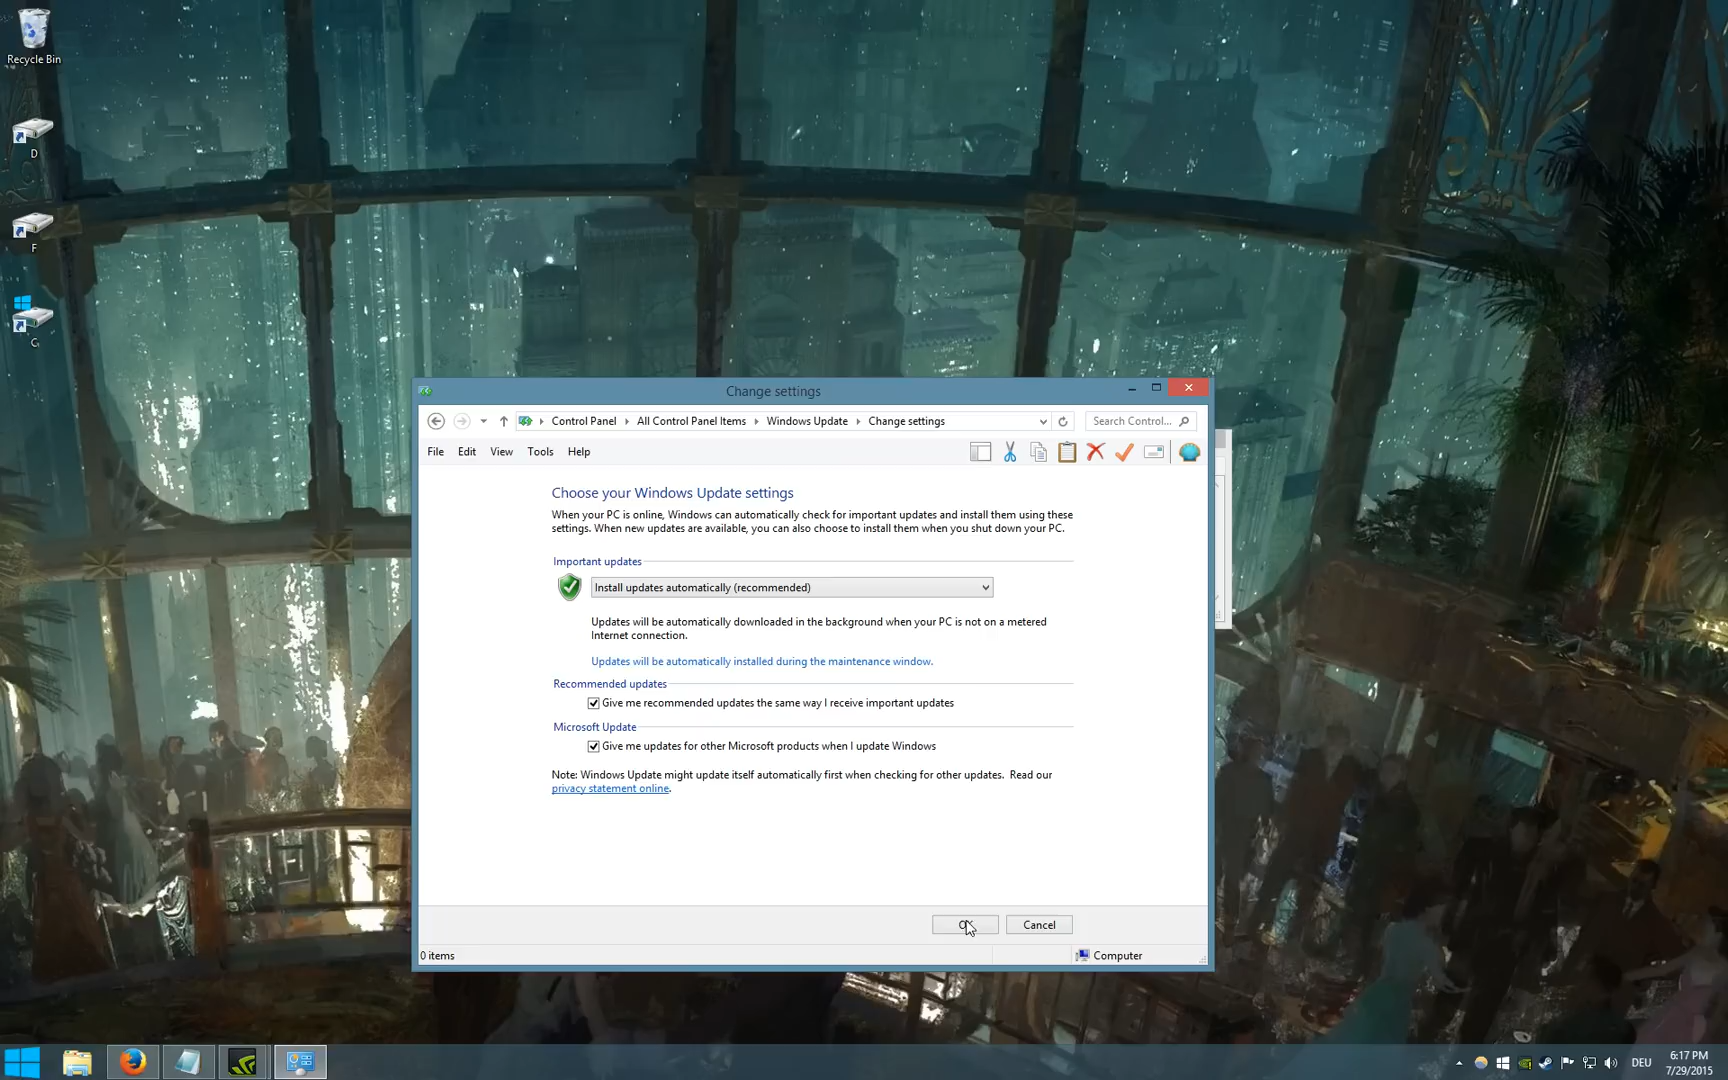 Recycle Bin
D
F
C
Change settings
Control Panel
All Control Panel Items
Windows Update
Change settings
Search Control...
File
Edit
View
Tools
Help
Choose your Windows Update settings
When your PC is online, Windows can automatically check for important updates and install them using these
settings. When new updates are available, you can also choose to install them when you shut down your PC.
Important updates
Install updates automatically (recommended)
Updates will be automatically downloaded in the background when your PC is not on a metered
Internet connection.
Updates will be automatically installed during the maintenance window.
Recommended updates
Give me recommended updates the same way I receive important updates
Microsoft Update
Give me updates for other Microsoft products when I update Windows
Note: Windows Update might update itself automatically first when checking for other updates. Read our
privacy statement online.
Cancel
0 items
Computer
DEU
6:17 PM
7/29/2015